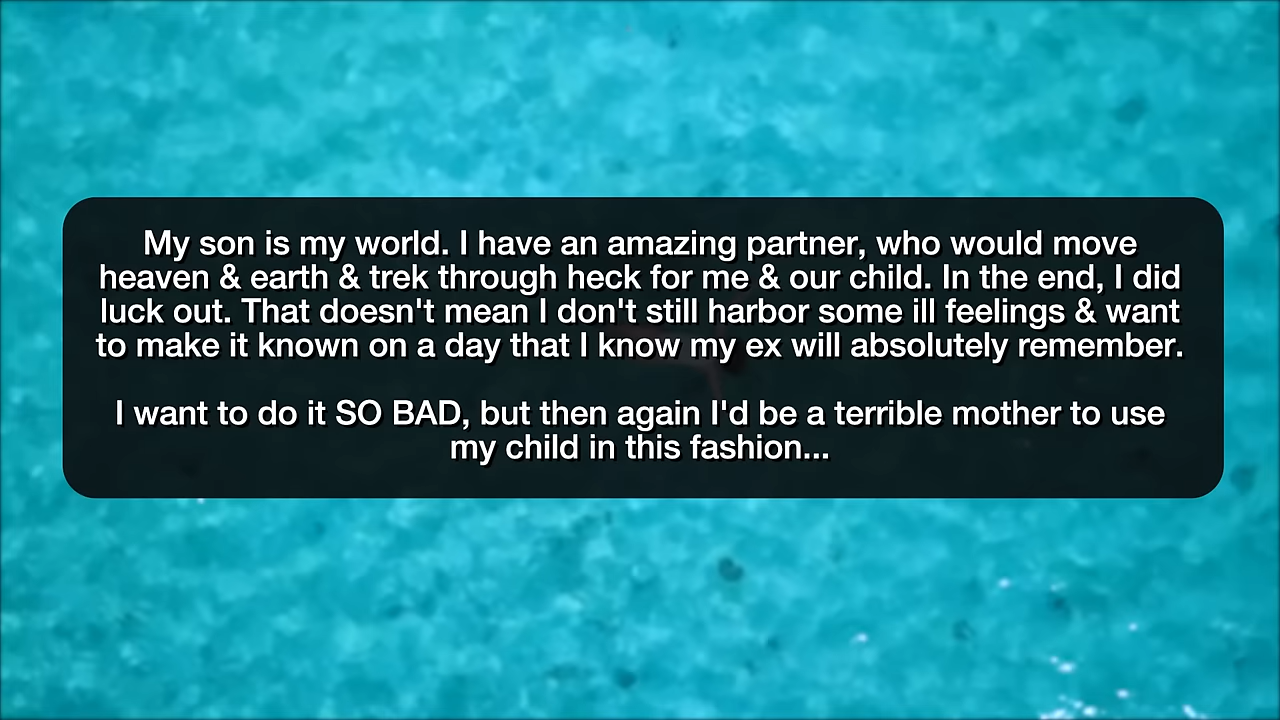 My son is my world. I have an amazing partner, who would move
heaven & earth & trek through heck for me & our child. In the end, I did
luck out. That doesn't mean I don't still harbor some ill feelings & want
to make it known on a day that I know my ex will absolutely remember.
I want to do it SO BAD, but then again I'd be a terrible mother to use
my child in this fashion...